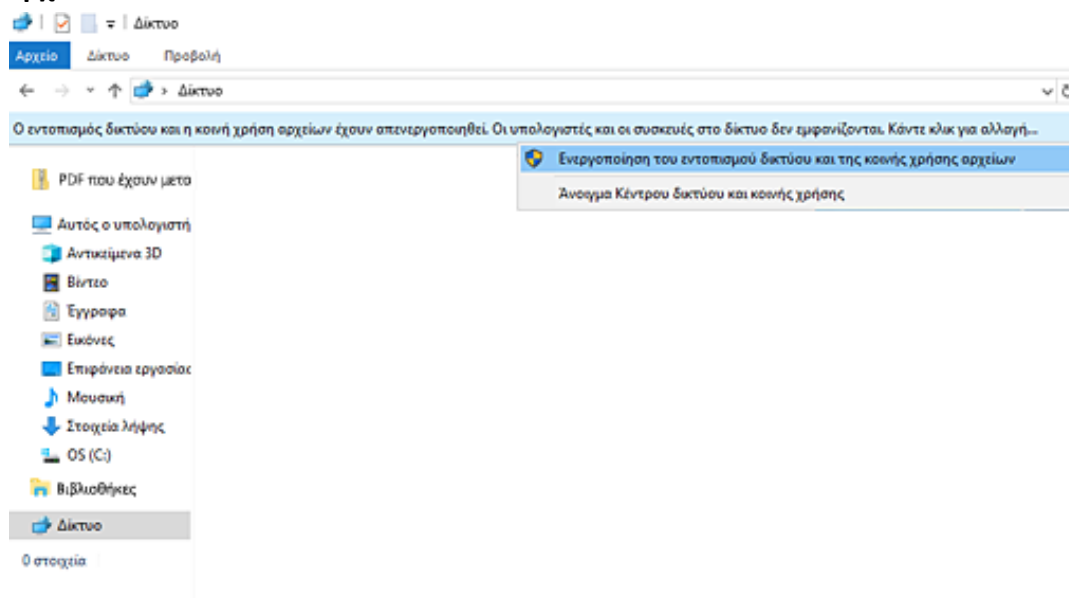 Δίκτυο
Αρχείο Δίκτυο Προβολή
Δίκτυο
Ο εντοπισμός δικτύου και η κοινή χρήση αρχείων έχουν απενεργοποιηθεί. Οι υπολογιστές και οι συσκευές στο δίκτυο δεν εμφανίζονται. Κάντε κλικ για αλλαγή...
Ενεργοποίηση του εντοπισμού δικτύου και της κοινής χρήσης αρχείων
Άνοιγμα Κέντρου δικτύου και κοινής χρήσης
PDF που έχουν μετα
Αυτός ο υπολογιστή
Αντικείμενα 3D
Βίντεο
Έγγραφα
Εικόνες
Επιφάνεια εργασίας
Μουσική
Στοιχεία λήψης
OS (C:)
Βιβλιοθήκες
Δίκτυο
0 στοιχεία